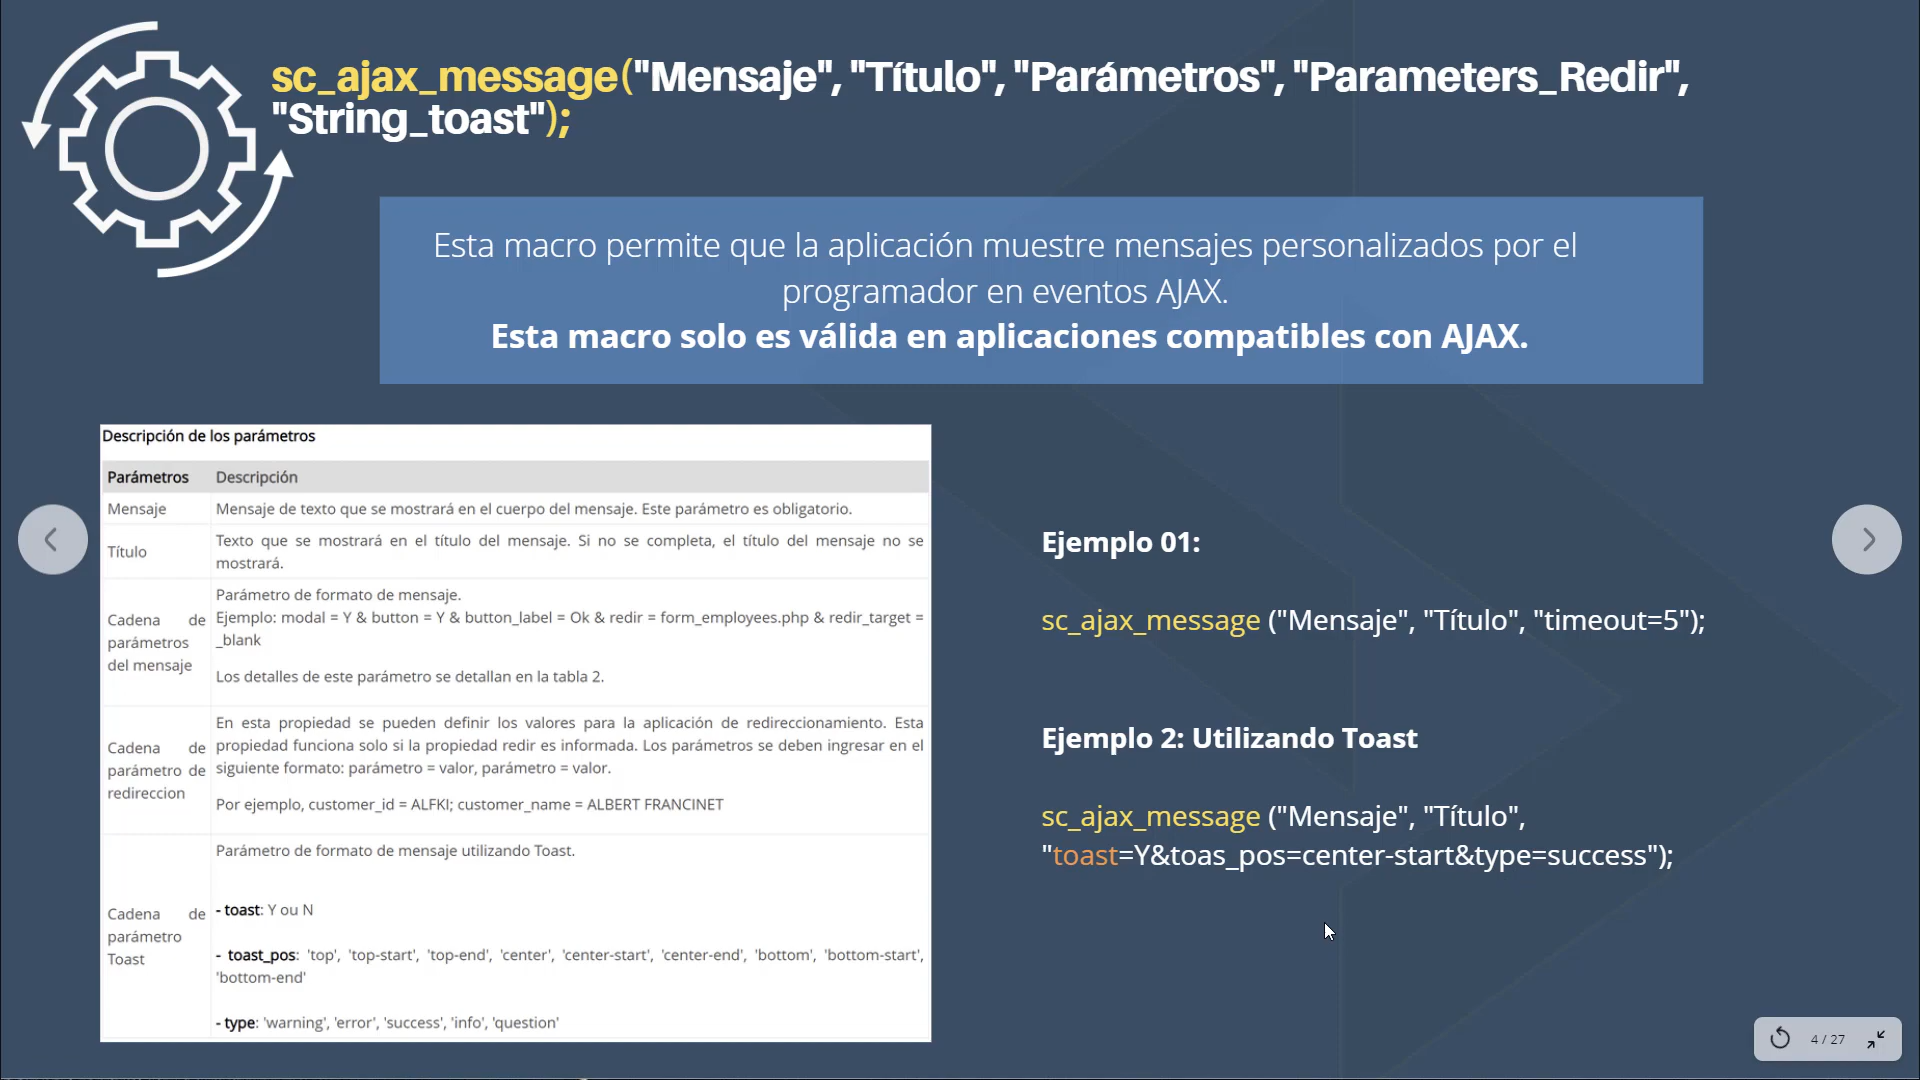 sc_ajax_message("Mensaje", "Título", "Parámetros", "Parameters_Redir",
"String_toast");
Esta macro permite que la aplicación muestre mensajes personalizados por el
programador en eventos AJAX.
Esta macro solo es válida en aplicaciones compatibles con AJAX.
Descripción de los parámetros
Parámetros Descripción
Mensaje Mensaje de texto que se mostrará en el cuerpo del mensaje. Este parámetro es obligatorio.
Título
Texto que se mostrará en el título del mensaje. Si no se completa, el título del mensaje no se
mostrará.
Cadena de
parámetros
del mensaje
Parámetro de formato de mensaje.
Ejemplo: modal = Y & button = Y & button_label = Ok & redir = form_employees.php & redir_target =
_blank
Los detalles de este parámetro se detallan en la tabla 2.
Cadena de
parámetro de
redireccion
En esta propiedad se pueden definir los valores para la aplicación de redireccionamiento. Esta
propiedad funciona solo si la propiedad redir es informada. Los parámetros se deben ingresar en el
siguiente formato: parámetro = valor, parámetro = valor.
Por ejemplo, customer_id = ALFKI; customer_name = ALBERT FRANCINET
Cadena de
parámetro
Toast
Parámetro de formato de mensaje utilizando Toast.
- toast: Y ou N
- toast_pos: 'top', 'top-start', 'top-end', 'center', 'center-start', 'center-end', 'bottom', 'bottom-start',
'bottom-end'
- type: 'warning', 'error', 'success', 'info', 'question'
Ejemplo 01:
sc_ajax_message ("Mensaje", "Título", "timeout=5");
Ejemplo 2: Utilizando Toast
sc_ajax_message ("Mensaje", "Título",
"toast=Y&toas_pos=center-start&type=success");
4 / 27